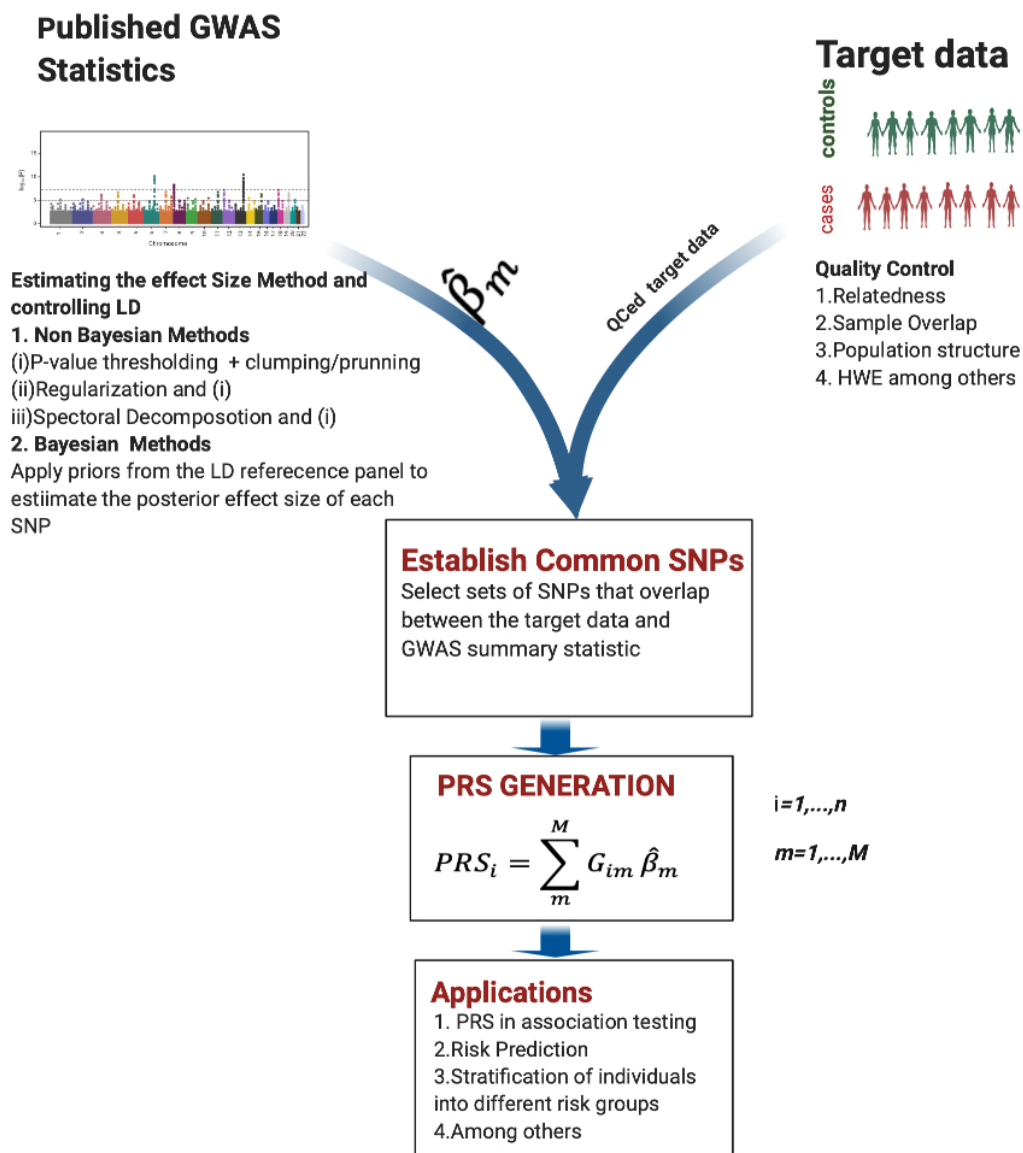 Published GWAS
Statistics
Target data
controls
cases
15
10
5
0
Chromosome
β̂m
QCed target data
Estimating the effect Size Method and
controlling LD
1. Non Bayesian Methods
(i)P-value thresholding + clumping/prunning
(ii)Regularization and (i)
iii)Spectoral Decomposotion and (i)
2. Bayesian Methods
Apply priors from the LD referecence panel to
estiimate the posterior effect size of each
SNP
Quality Control
1.Relatedness
2.Sample Overlap
3.Population structure
4. HWE among others
Establish Common SNPs
Select sets of SNPs that overlap
between the target data and
GWAS summary statistic
PRS GENERATION
PRSᵢ = ∑ₘᴹ Gᵢₘ β̂ₘ
i=1,...,n
m=1,...,M
Applications
1. PRS in association testing
2.Risk Prediction
3.Stratification of individuals
into different risk groups
4.Among others